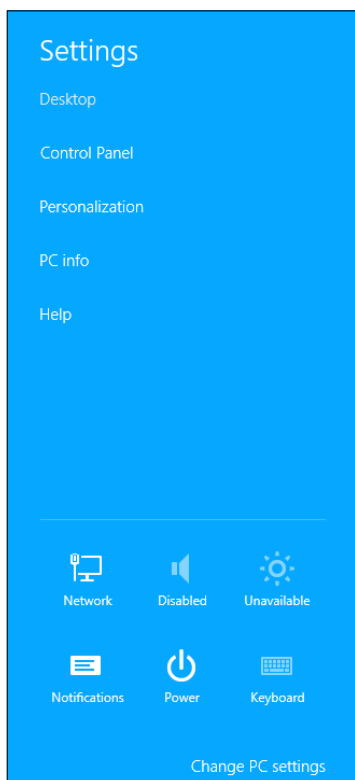 Settings
Desktop
Control Panel
Personalization
PC info
Help
Network Disabled Unavailable
Notifications Power Keyboard
Change PC settings